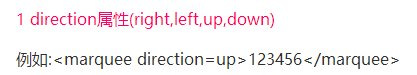 1 direction属性(right,left,up,down)
例如:<marquee direction=up>123456</marquee>